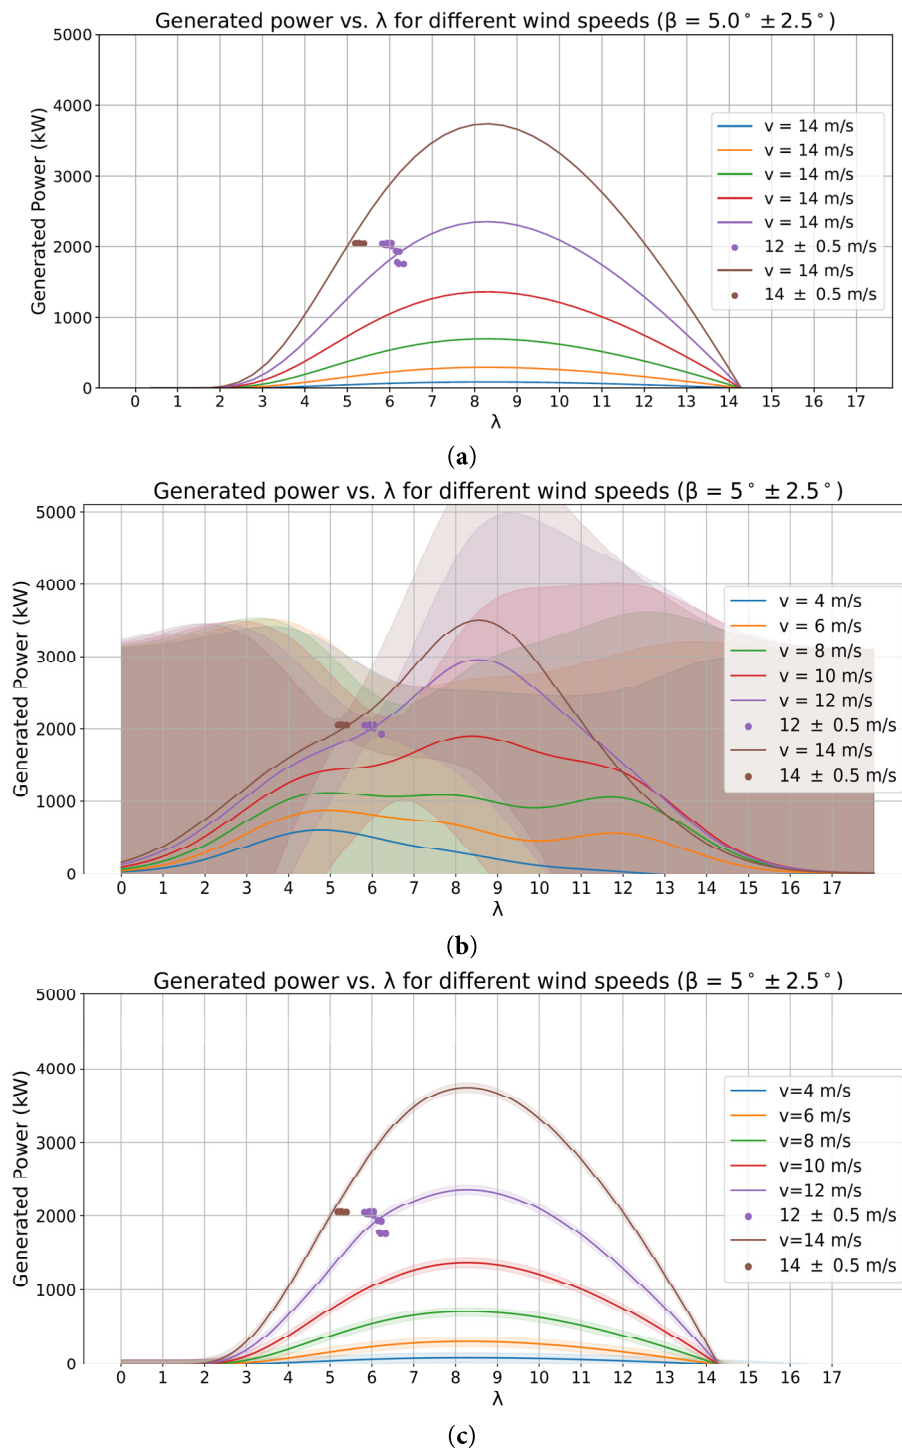 Generated power vs. λ for different wind speeds (β = 5.0° ± 2.5°)
5000
4000
3000
2000
1000
0
Generated Power (kW)
v = 14 m/s
v = 14 m/s
v = 14 m/s
v = 14 m/s
v = 14 m/s
12 ± 0.5 m/s
v = 14 m/s
14 ± 0.5 m/s
0 1 2 3 4 5 6 7 8 9 10 11 12 13 14 15 16 17
λ
(a)
Generated power vs. λ for different wind speeds (β = 5° ± 2.5°)
5000
4000
3000
2000
1000
0
Generated Power (kW)
v = 4 m/s
v = 6 m/s
v = 8 m/s
v = 10 m/s
v = 12 m/s
12 ± 0.5 m/s
v = 14 m/s
14 ± 0.5 m/s
0 1 2 3 4 5 6 7 8 9 10 11 12 13 14 15 16 17
λ
(b)
Generated power vs. λ for different wind speeds (β = 5° ± 2.5°)
5000
4000
3000
2000
1000
0
Generated Power (kW)
v=4 m/s
v=6 m/s
v=8 m/s
v=10 m/s
v=12 m/s
12 ± 0.5 m/s
v=14 m/s
14 ± 0.5 m/s
0 1 2 3 4 5 6 7 8 9 10 11 12 13 14 15 16 17
λ
(c)